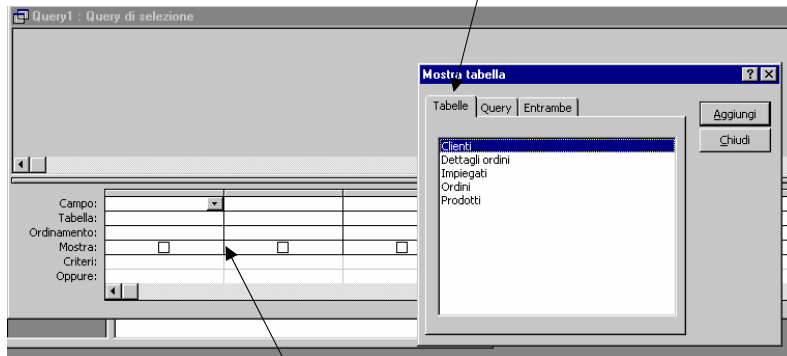 Query1 : Query di selezione
Mostra tabella
Tabelle Query Entrambe
Aggiungi
Chiudi
Clienti
Dettagli ordini
Impiegati
Ordini
Prodotti
Campo:
Tabella:
Ordinamento:
Mostra:
Criteri:
Oppure: